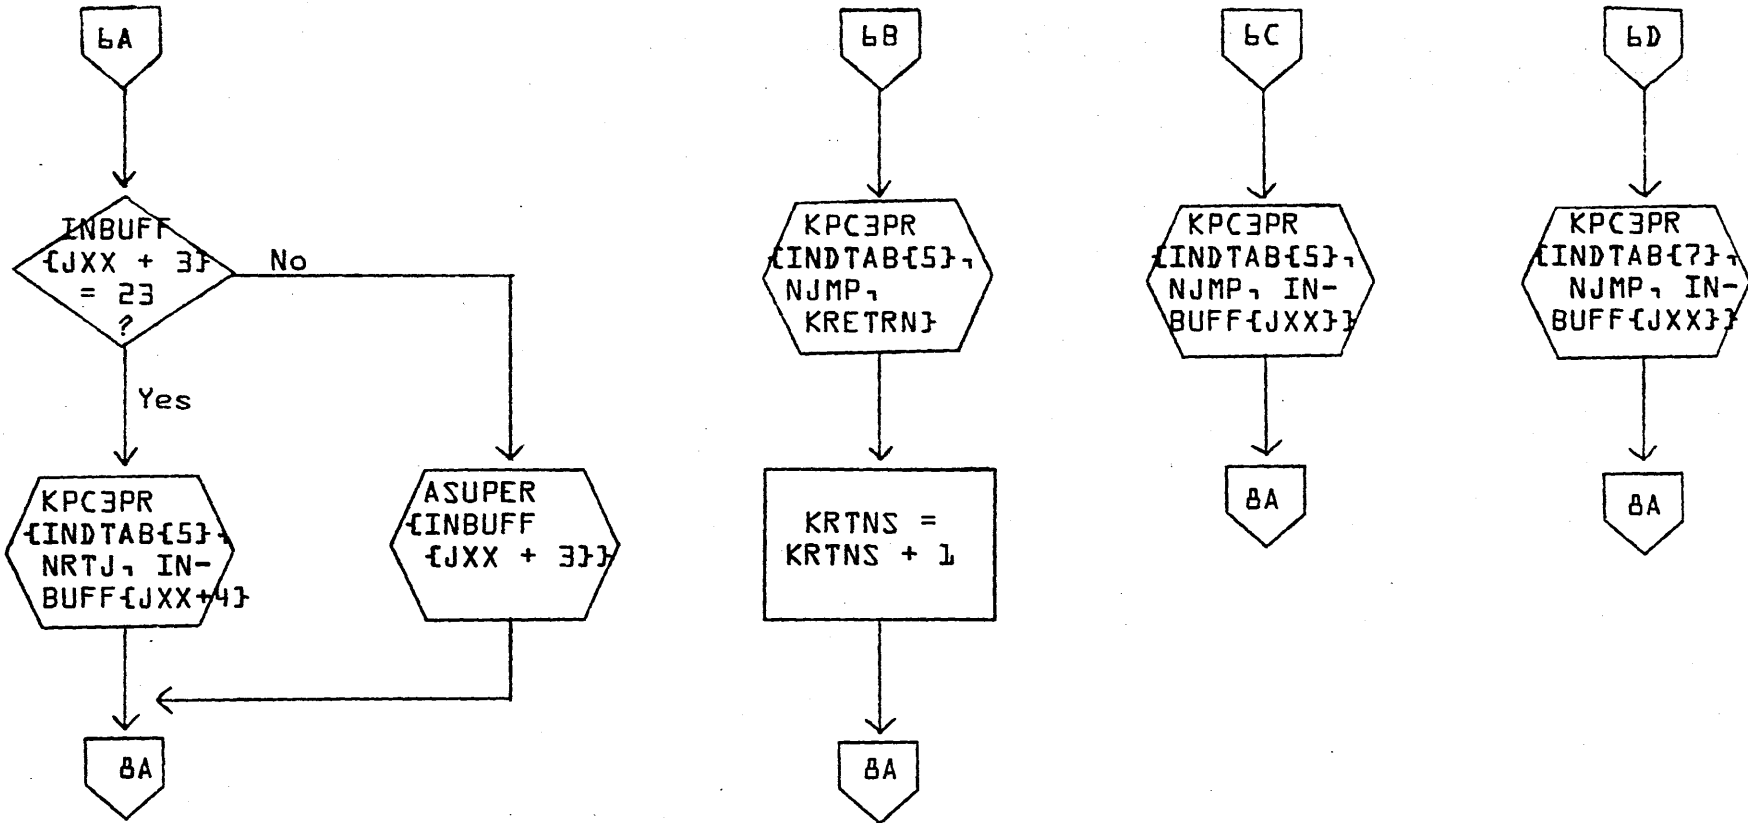 6A
INBUFF
{JXX + 3}
= 23
?
No
Yes
KPC3PR
{INDTAB{5},
NRTJ, IN-
BUFF{JXX+4}
ASUPER
{INBUFF
{JXX + 3}}
8A
6B
KPC3PR
{INDTAB{5},
NJMP,
KRETRN}
KRTNS =
KRTNS + 1
8A
6C
KPC3PR
{INDTAB{5},
NJMP, IN-
BUFF{JXX}}
8A
6D
KPC3PR
{INDTAB{7},
NJMP, IN-
BUFF{JXX}}
8A